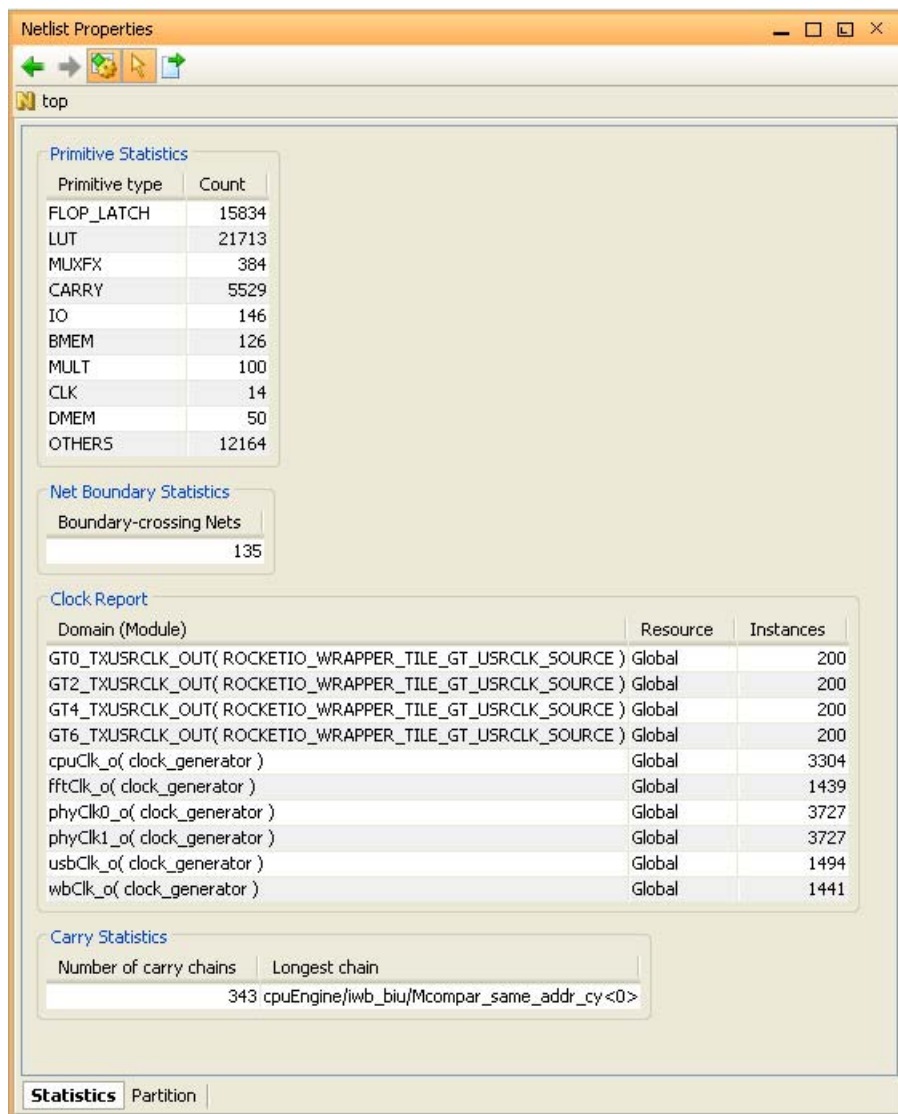 Netlist Properties
top
Primitive Statistics
Primitive type Count
FLOP_LATCH 15834
LUT 21713
MUXFX 384
CARRY 5529
IO 146
BMEM 126
MULT 100
CLK 14
DMEM 50
OTHERS 12164
Net Boundary Statistics
Boundary-crossing Nets
135
Clock Report
Domain (Module) Resource Instances
GT0_TXUSRCLK_OUT( ROCKETIO_WRAPPER_TILE_GT_USRCLK_SOURCE ) Global 200
GT2_TXUSRCLK_OUT( ROCKETIO_WRAPPER_TILE_GT_USRCLK_SOURCE ) Global 200
GT4_TXUSRCLK_OUT( ROCKETIO_WRAPPER_TILE_GT_USRCLK_SOURCE ) Global 200
GT6_TXUSRCLK_OUT( ROCKETIO_WRAPPER_TILE_GT_USRCLK_SOURCE ) Global 200
cpuClk_o( clock_generator ) Global 3304
fftClk_o( clock_generator ) Global 1439
phyClk0_o( clock_generator ) Global 3727
phyClk1_o( clock_generator ) Global 3727
usbClk_o( clock_generator ) Global 1494
wbClk_o( clock_generator ) Global 1441
Carry Statistics
Number of carry chains Longest chain
343 cpuEngine/iwb_biu/Mcompar_same_addr_cy<0>
Statistics Partition